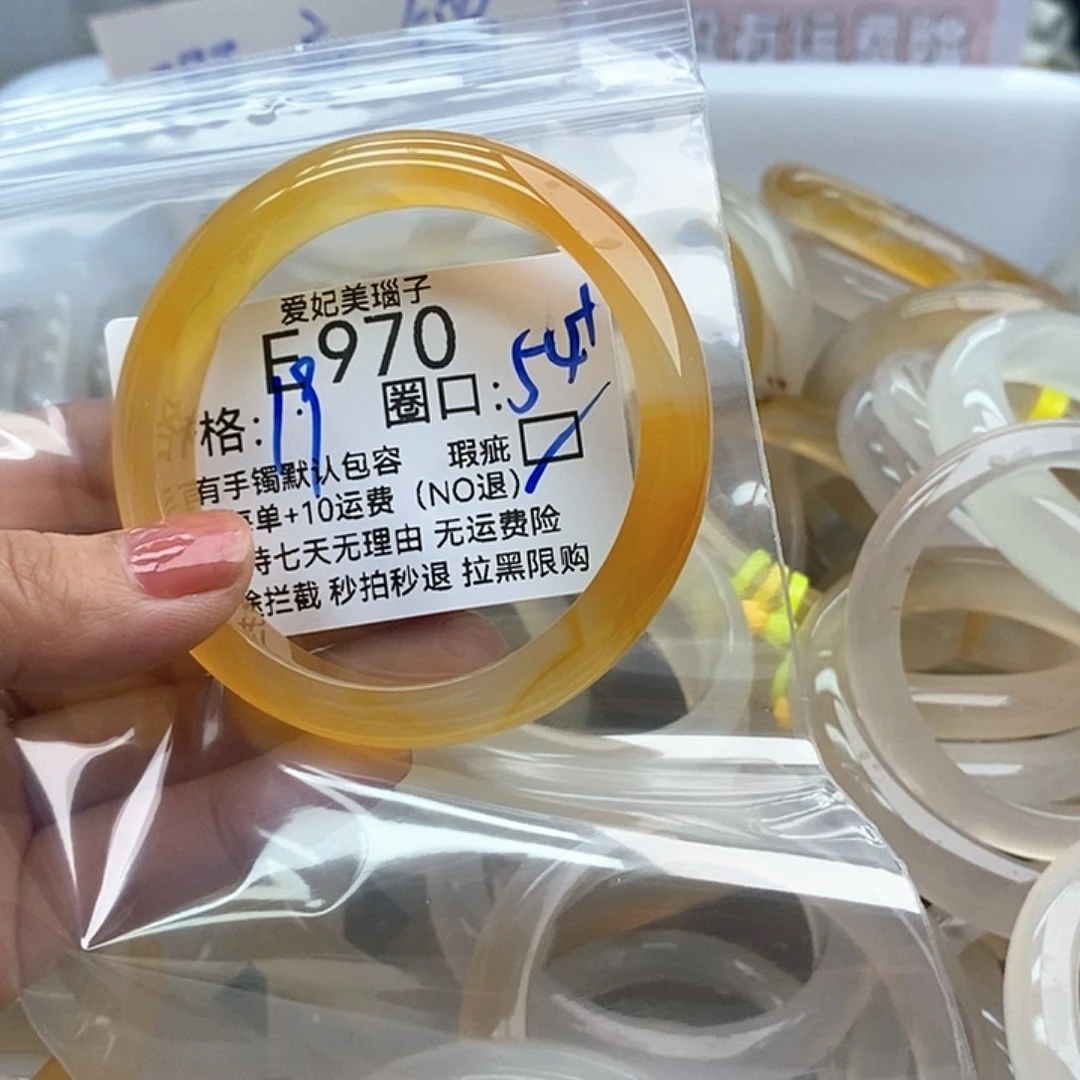 爱妃美瑙子
E970
格: 19 圈口: 54+
有手镯默认包容 瑕疵
单+10运费 (NO退)
持七天无理由 无运费险
除拦截 秒拍秒退 拉黑限购